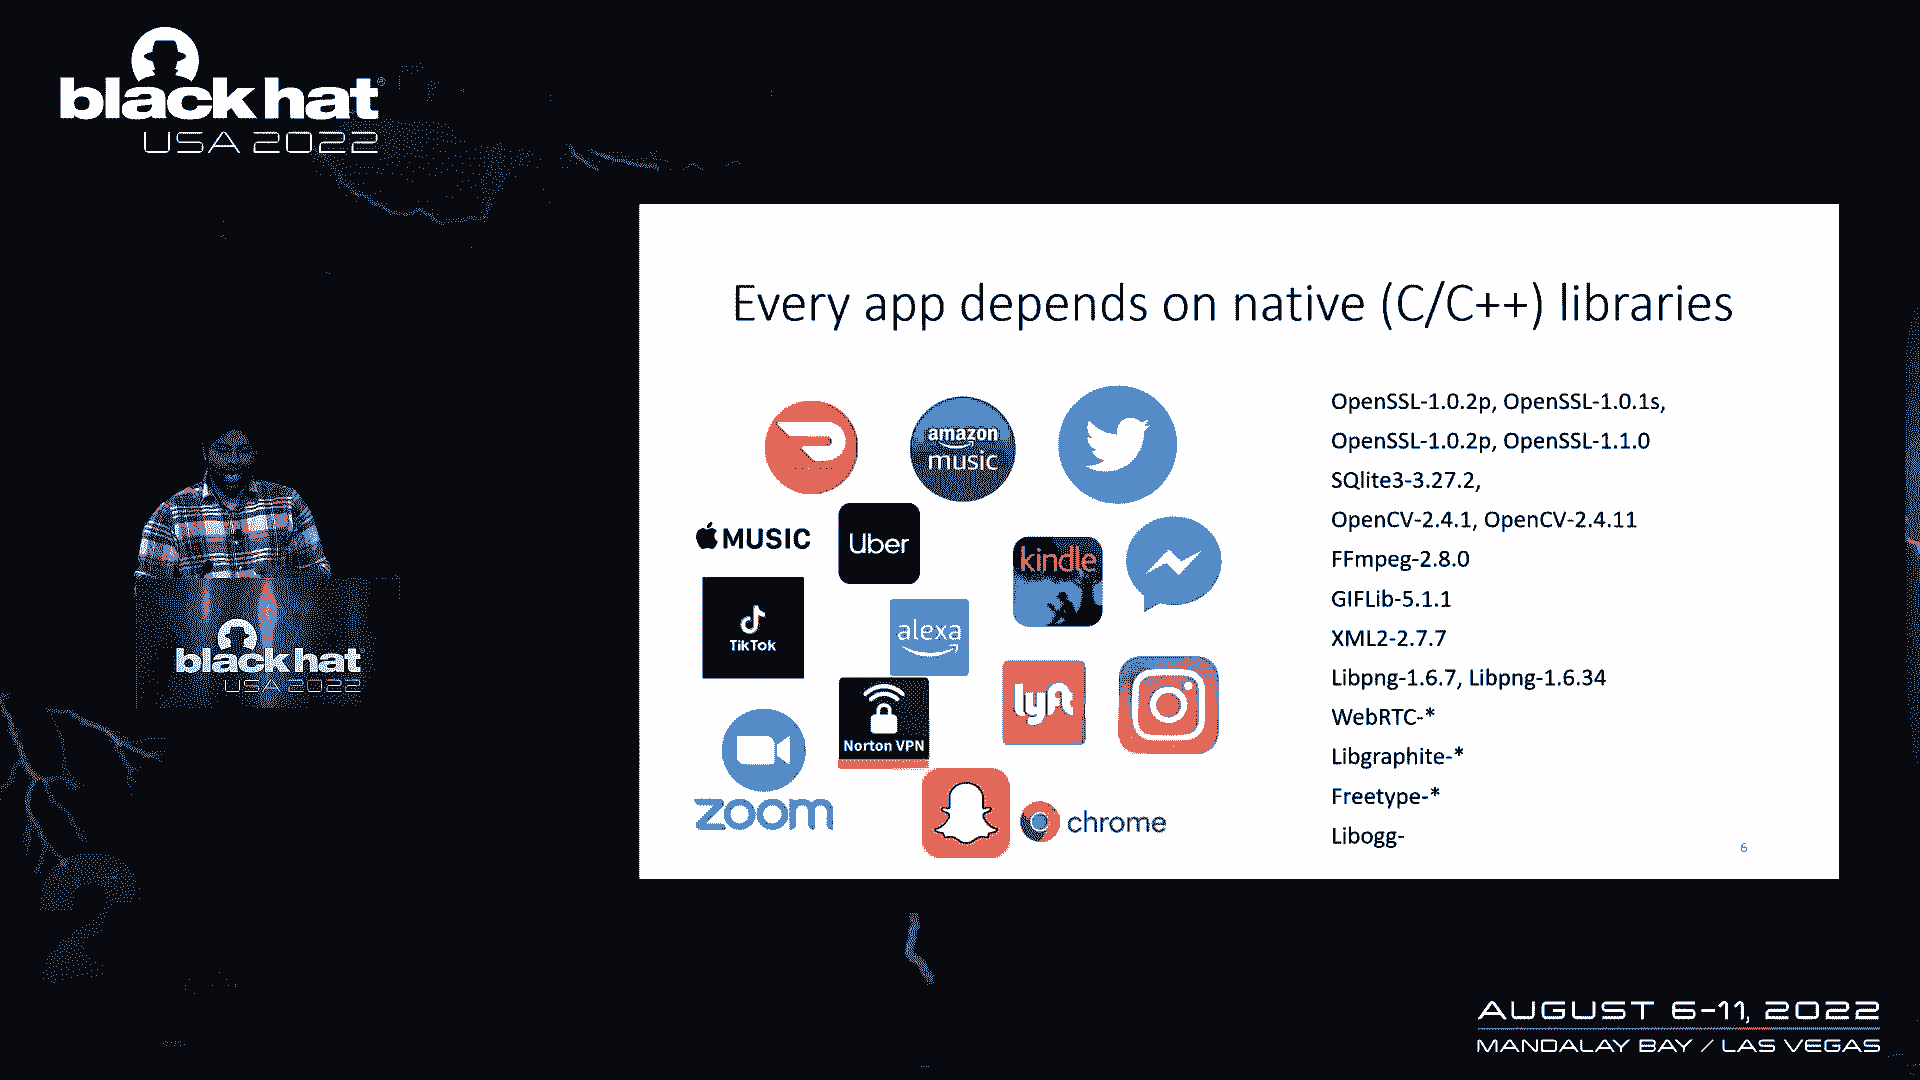 black hat
USA 2022
Every app depends on native (C/C++) libraries
amazon
music
MUSIC
Uber
kindle
TikTok
alexa
lyft
Norton VPN
zoom
chrome
OpenSSL-1.0.2p, OpenSSL-1.0.1s,
OpenSSL-1.0.2p, OpenSSL-1.1.0
SQlite3-3.27.2,
OpenCV-2.4.1, OpenCV-2.4.11
FFmpeg-2.8.0
GIFLib-5.1.1
XML2-2.7.7
Libpng-1.6.7, Libpng-1.6.34
WebRTC-*
Libgraphite-*
Freetype-*
Libogg-
6
black hat
USA 2022
AUGUST 6-11, 2022
MANDALAY BAY / LAS VEGAS